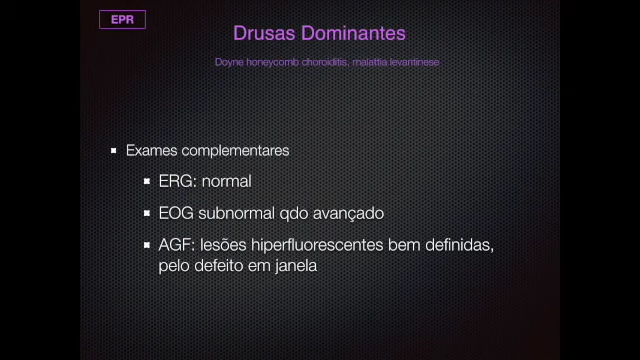 EPR
Drusas Dominantes
Doyne honeycomb choroiditis, malattia levantinese
Exames complementares
ERG: normal
EOG subnormal qdo avançado
AGF: lesões hiperfluorescentes bem definidas,
pelo defeito em janela